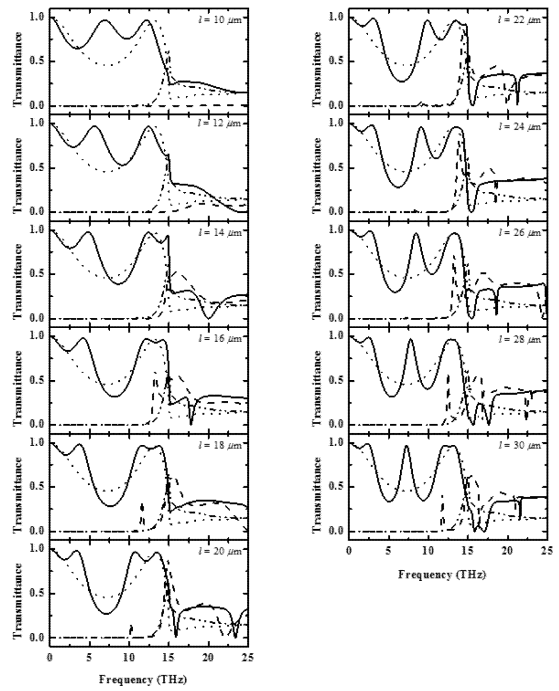 l = 10 μm
Transmittance
1.0
0.5
0.0
l = 12 μm
Transmittance
1.0
0.5
0.0
l = 14 μm
Transmittance
1.0
0.5
0.0
l = 16 μm
Transmittance
1.0
0.5
0.0
l = 18 μm
Transmittance
1.0
0.5
0.0
l = 20 μm
Transmittance
1.0
0.5
0.0
0 5 10 15 20 25
Frequency (THz)
l = 22 μm
Transmittance
1.0
0.5
0.0
l = 24 μm
Transmittance
1.0
0.5
0.0
l = 26 μm
Transmittance
1.0
0.5
0.0
l = 28 μm
Transmittance
1.0
0.5
0.0
l = 30 μm
Transmittance
1.0
0.5
0.0
0 5 10 15 20 25
Frequency (THz)